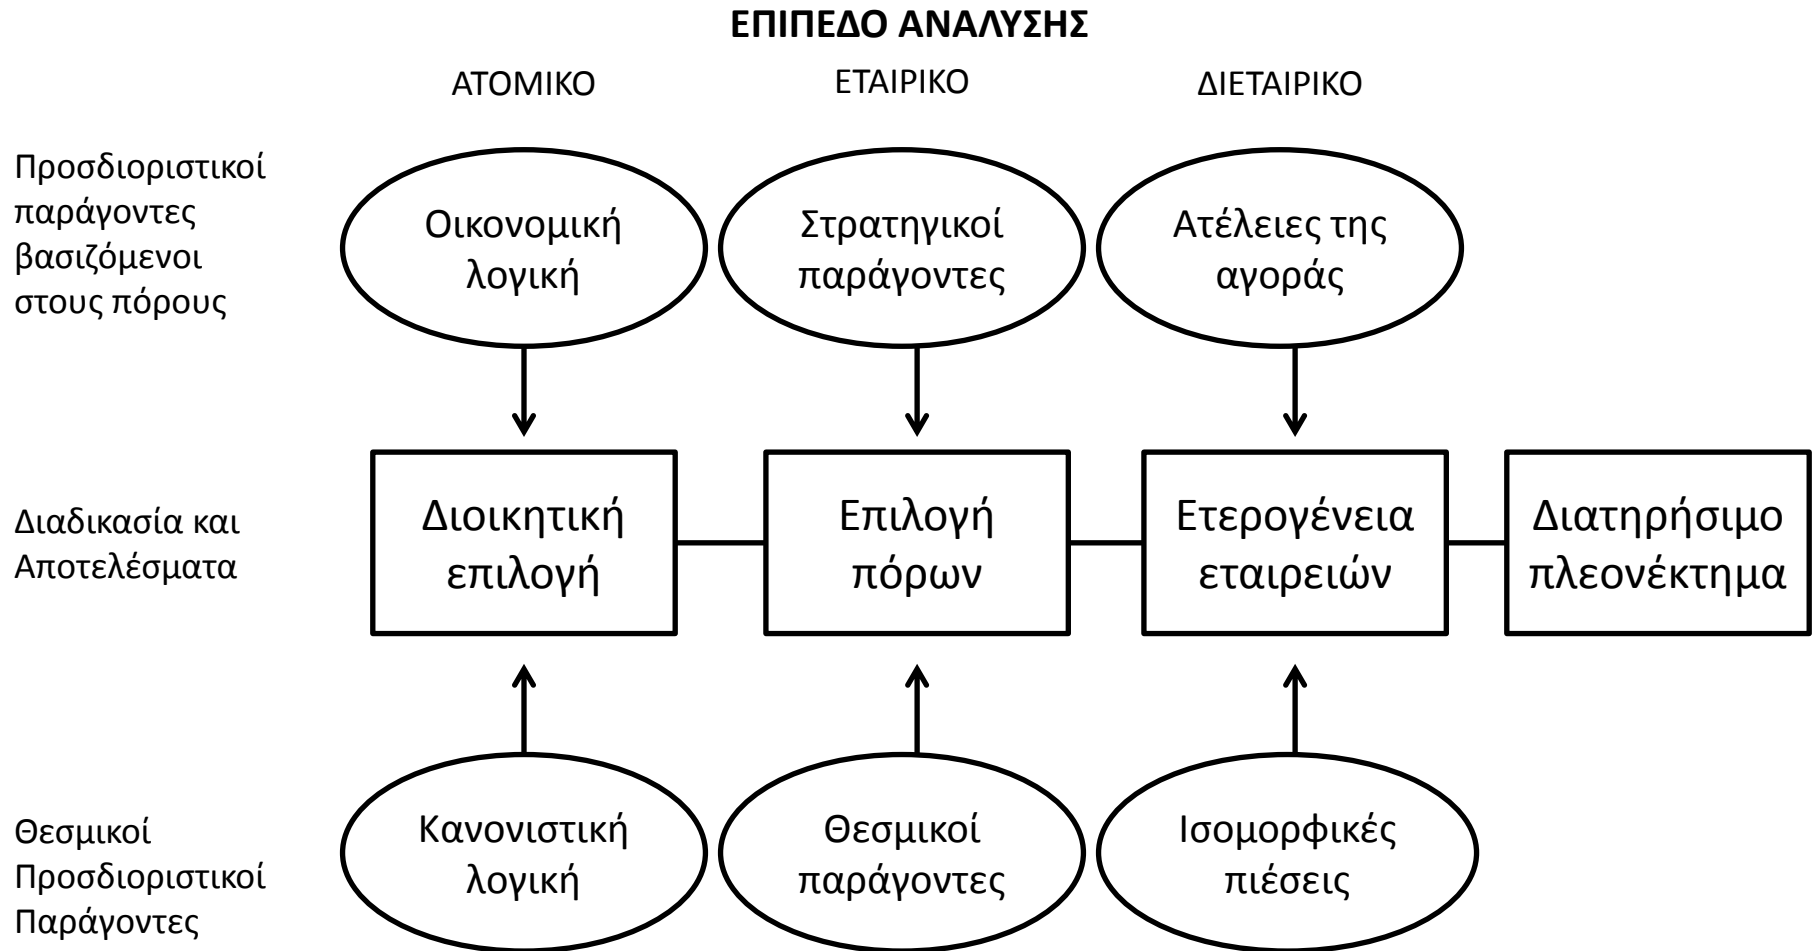 ΕΠΙΠΕΔΟ ΑΝΑΛΥΣΗΣ
ΑΤΟΜΙΚΟ
ΕΤΑΙΡΙΚΟ
ΔΙΕΤΑΙΡΙΚΟ
Προσδιοριστικοί
παράγοντες
βασιζόμενοι
στους πόρους
Οικονομική
λογική
Στρατηγικοί
παράγοντες
Ατέλειες της
αγοράς
Διαδικασία και
Αποτελέσματα
Διοικητική
επιλογή
Επιλογή
πόρων
Ετερογένεια
εταιρειών
Διατηρήσιμο
πλεονέκτημα
Θεσμικοί
Προσδιοριστικοί
Παράγοντες
Κανονιστική
λογική
Θεσμικοί
παράγοντες
Ισομορφικές
πιέσεις